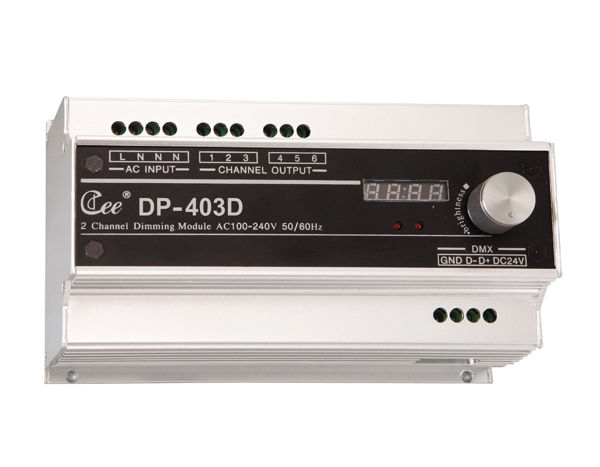 L N N N 1 2 3 4 5 6
AC INPUT CHANNEL OUTPUT
Cee® DP-403D
2 Channel Dimming Module AC100-240V 50/60Hz
brightness
DMX
GND D- D+ DC24V